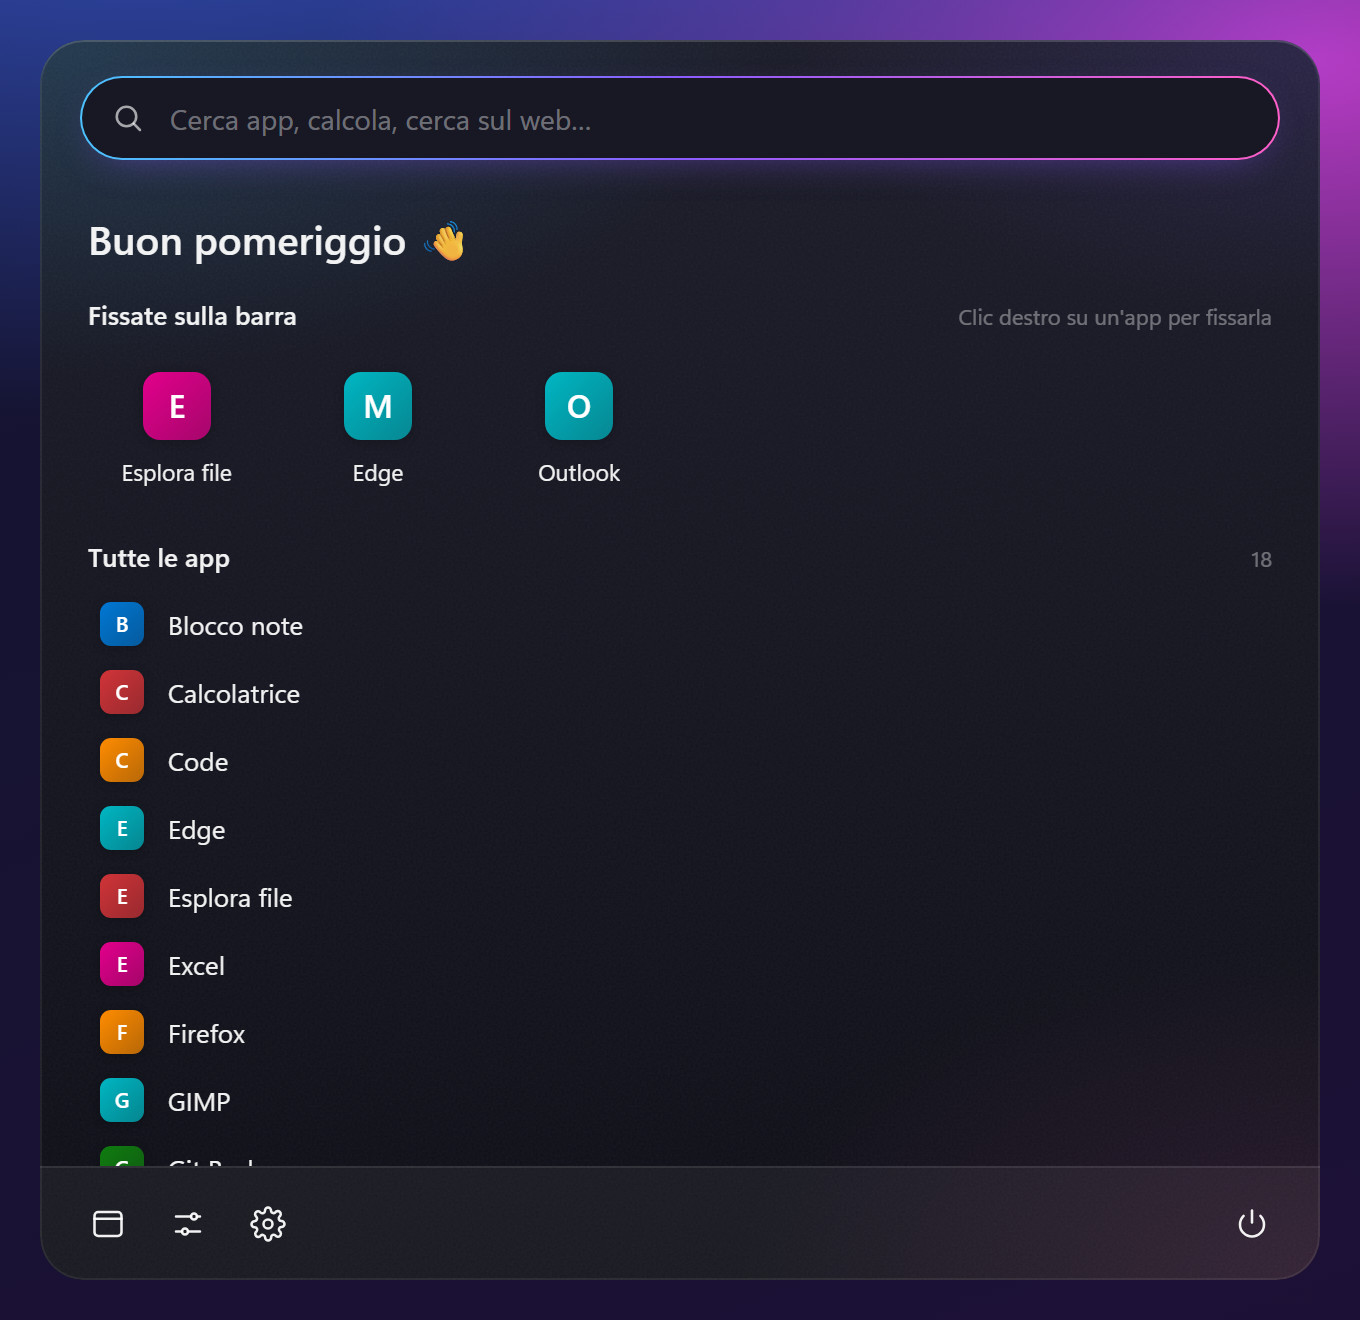 Cerca app, calcola, cerca sul web...
Buon pomeriggio 👋
Fissate sulla barra
Clic destro su un'app per fissarla
E
M
O
Esplora file
Edge
Outlook
Tutte le app
18
B Blocco note
C Calcolatrice
C Code
E Edge
E Esplora file
E Excel
F Firefox
G GIMP